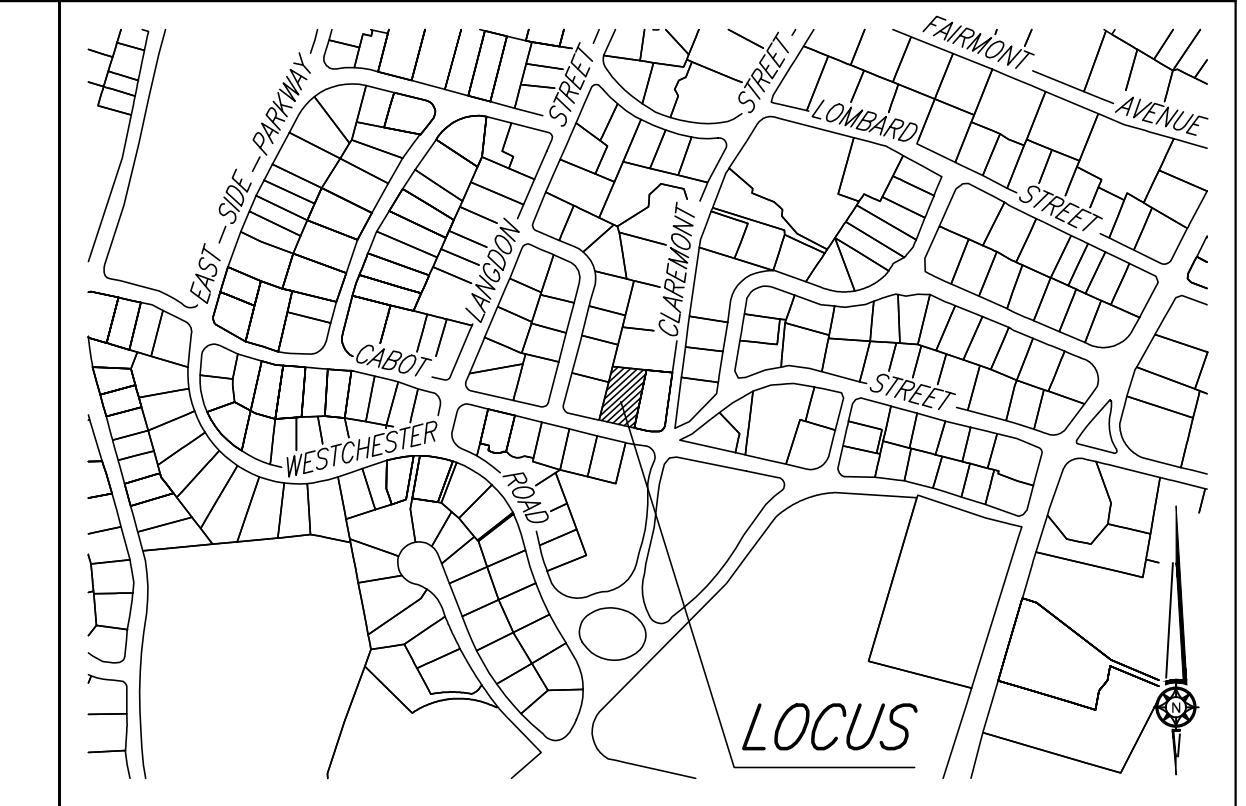 FAIRMONT
AVENUE
STREET
STREET
LOMBARD
STREET
EAST - SIDE - PARKWAY
LANGDON
CLAREMONT
CABOT
STREET
WESTCHESTER
ROAD
LOCUS
N